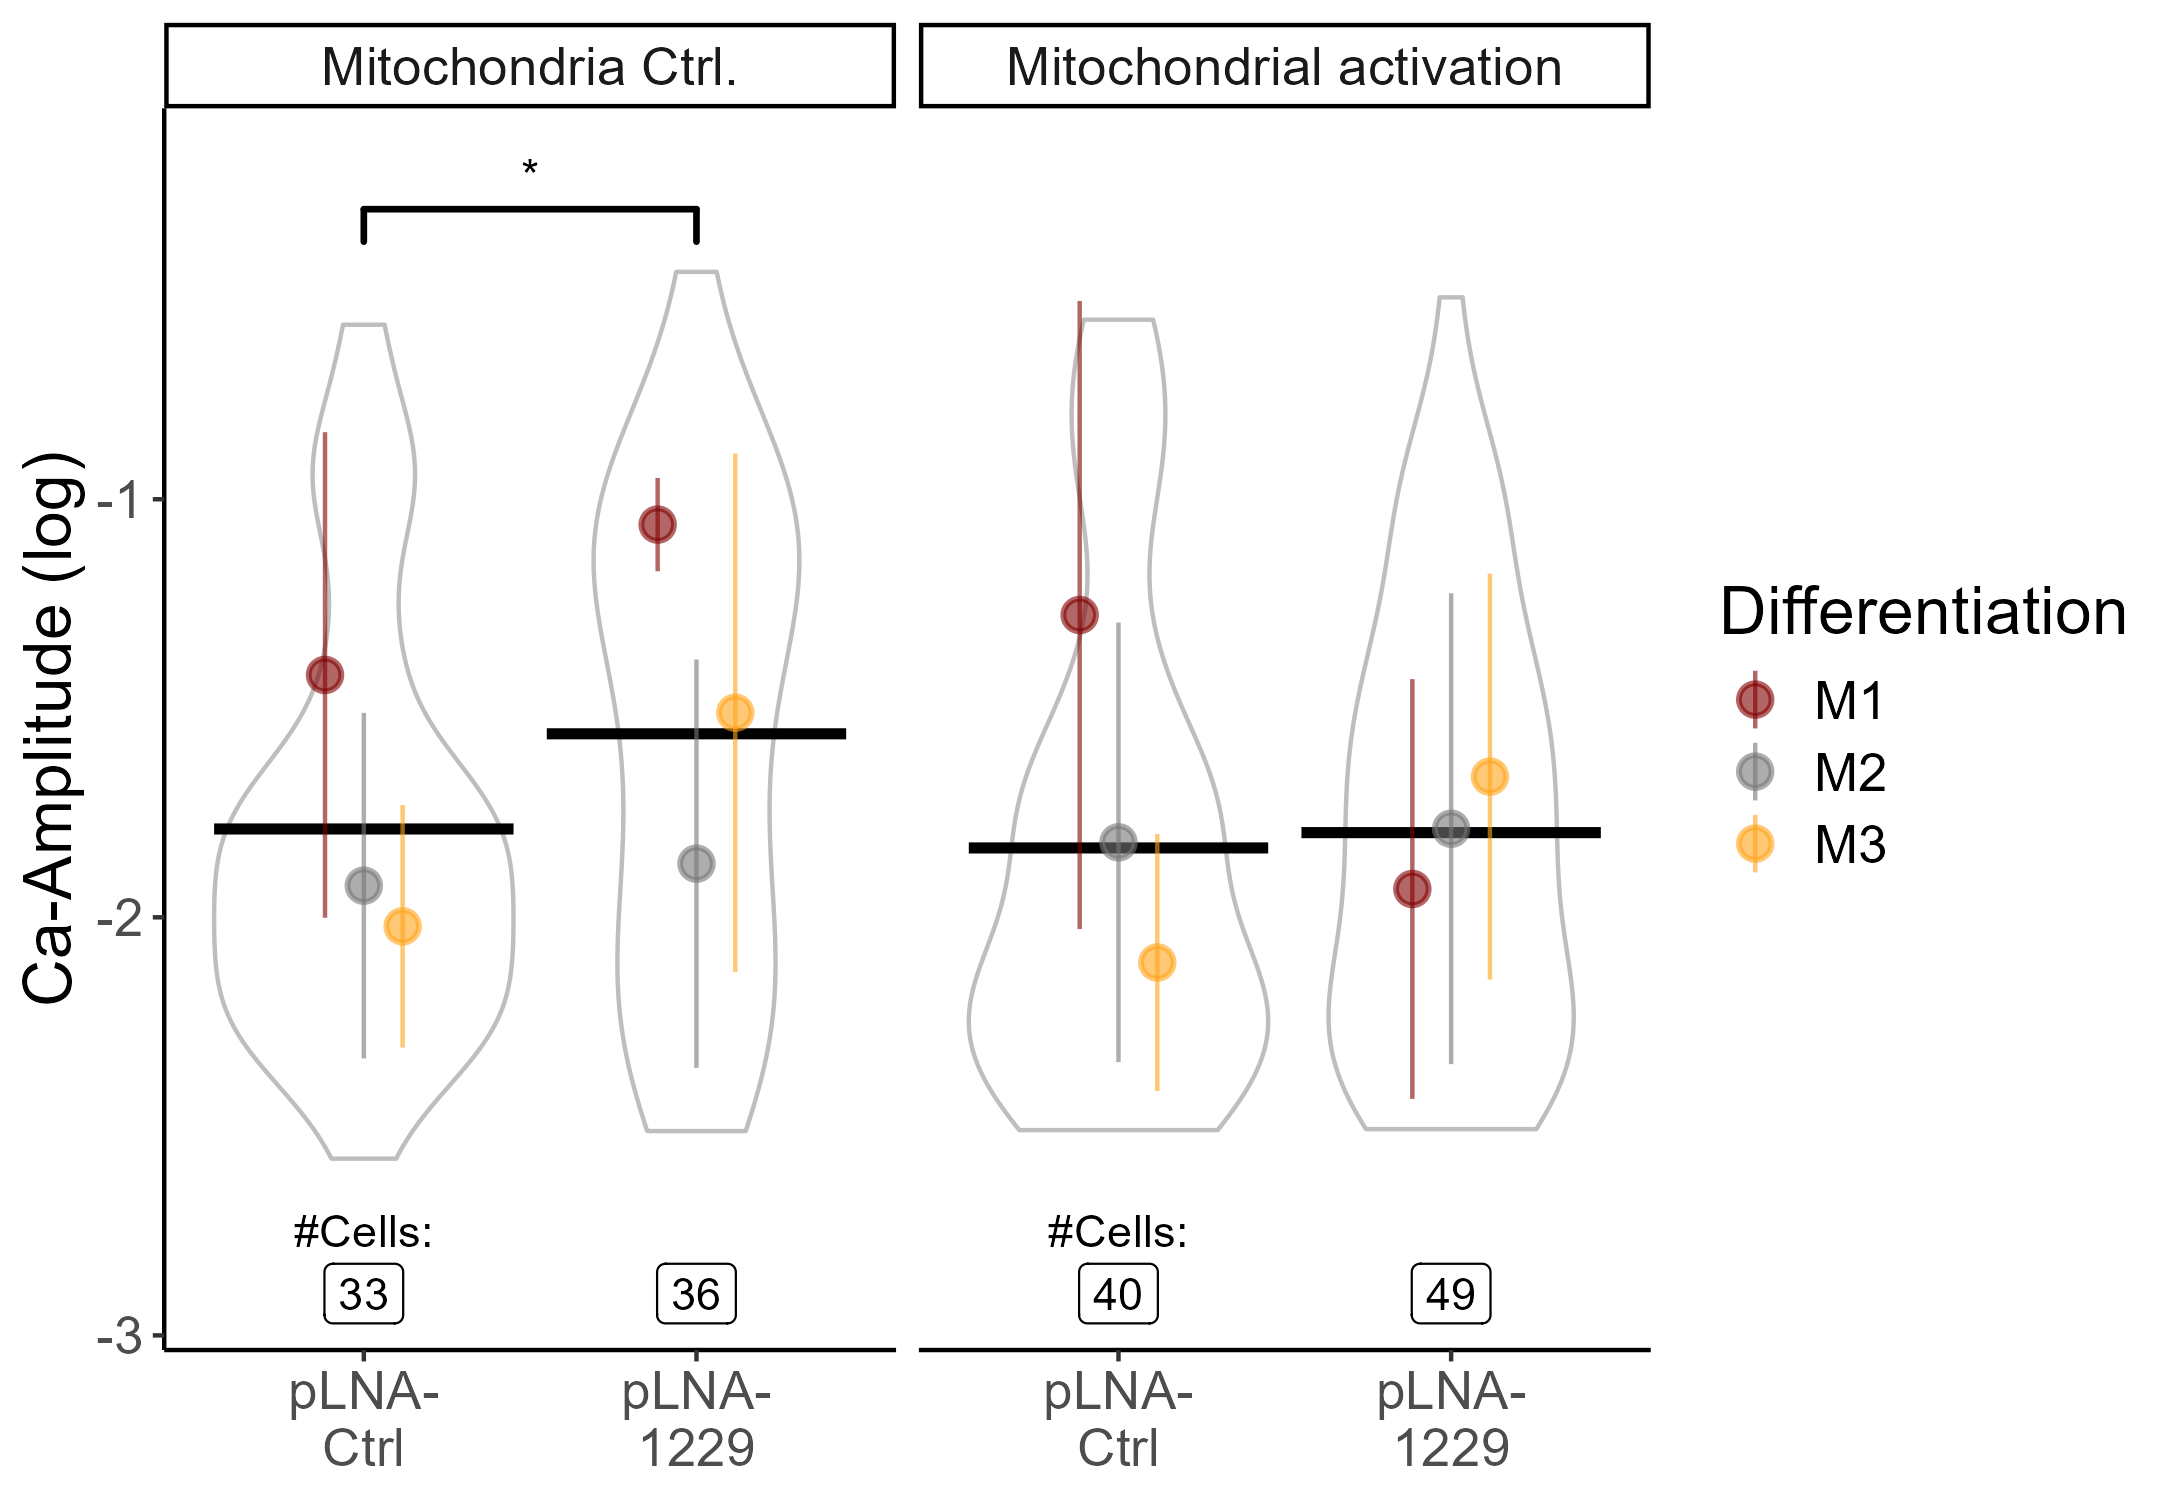 Mitochondria Ctrl.
Mitochondrial activation
*
Ca-Amplitude (log)
-1
-2
-3
#Cells:
33
36
#Cells:
40
49
pLNA-
Ctrl
pLNA-
1229
pLNA-
Ctrl
pLNA-
1229
Differentiation
M1
M2
M3